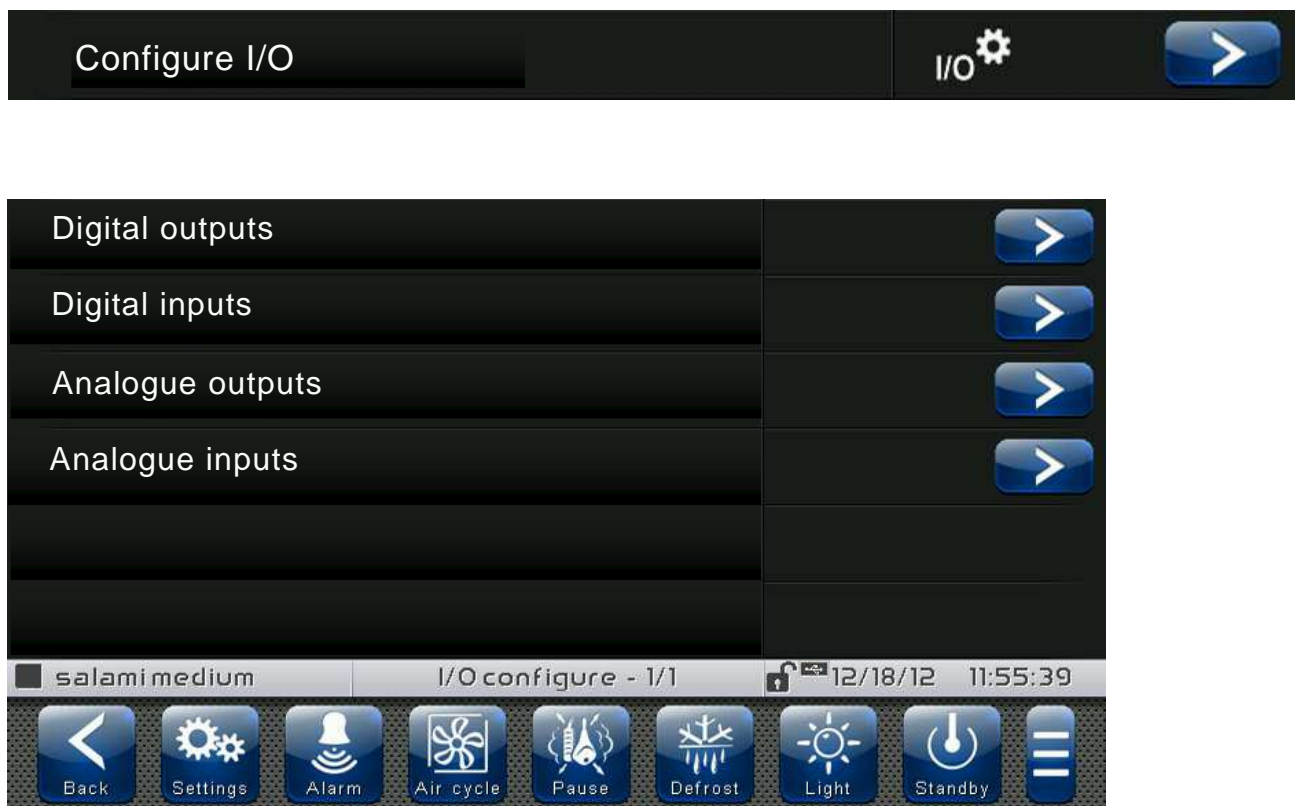 Configure I/O I/O
Digital outputs
Digital inputs
Analogue outputs
Analogue inputs
salami medium I/O configure - 1/1 12/18/12 11:55:39
Back Settings Alarm Air cycle Pause Defrost Light Standby